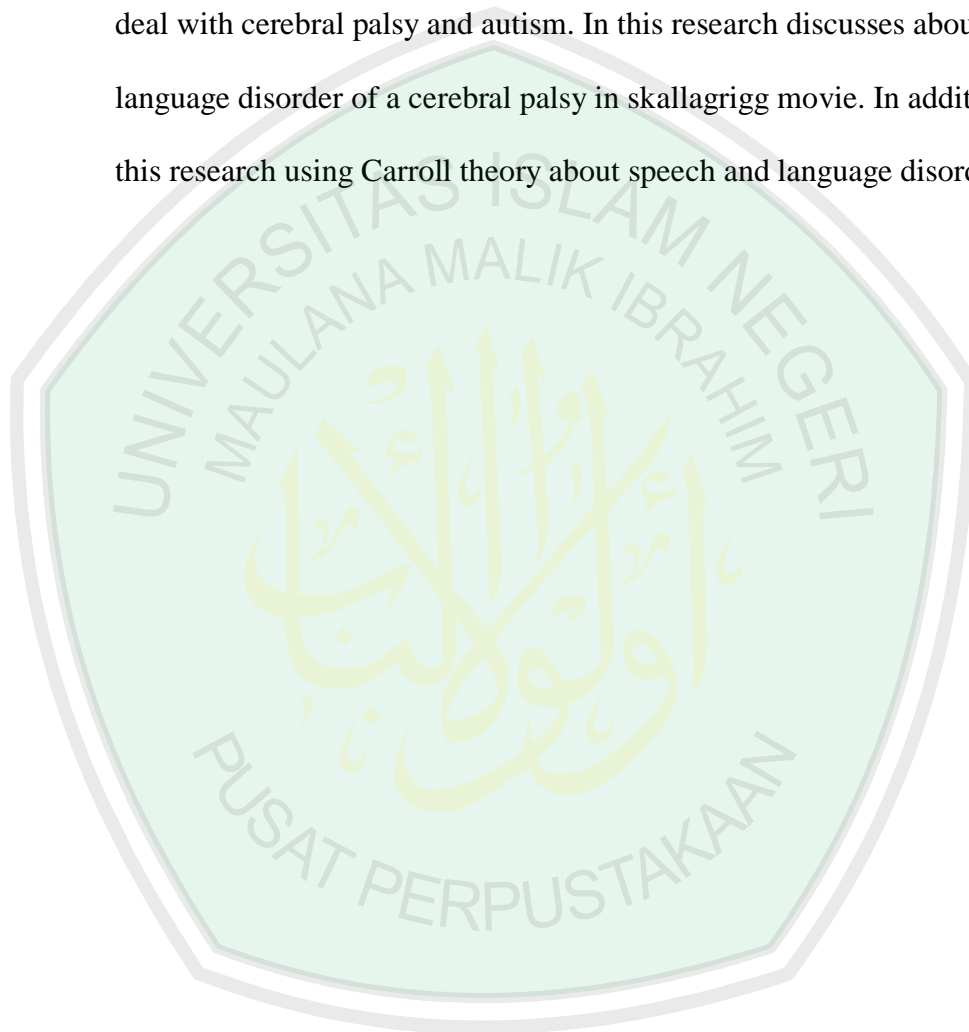 deal with cerebral palsy and autism. In this research discusses abou
language disorder of a cerebral palsy in skallagrigg movie. In addit
this research using Carroll theory about speech and language disord
UNIVERSITAS ISLAM NEGERI
MAULANA MALIK IBRAHIM
PUSAT PERPUSTAKAAN